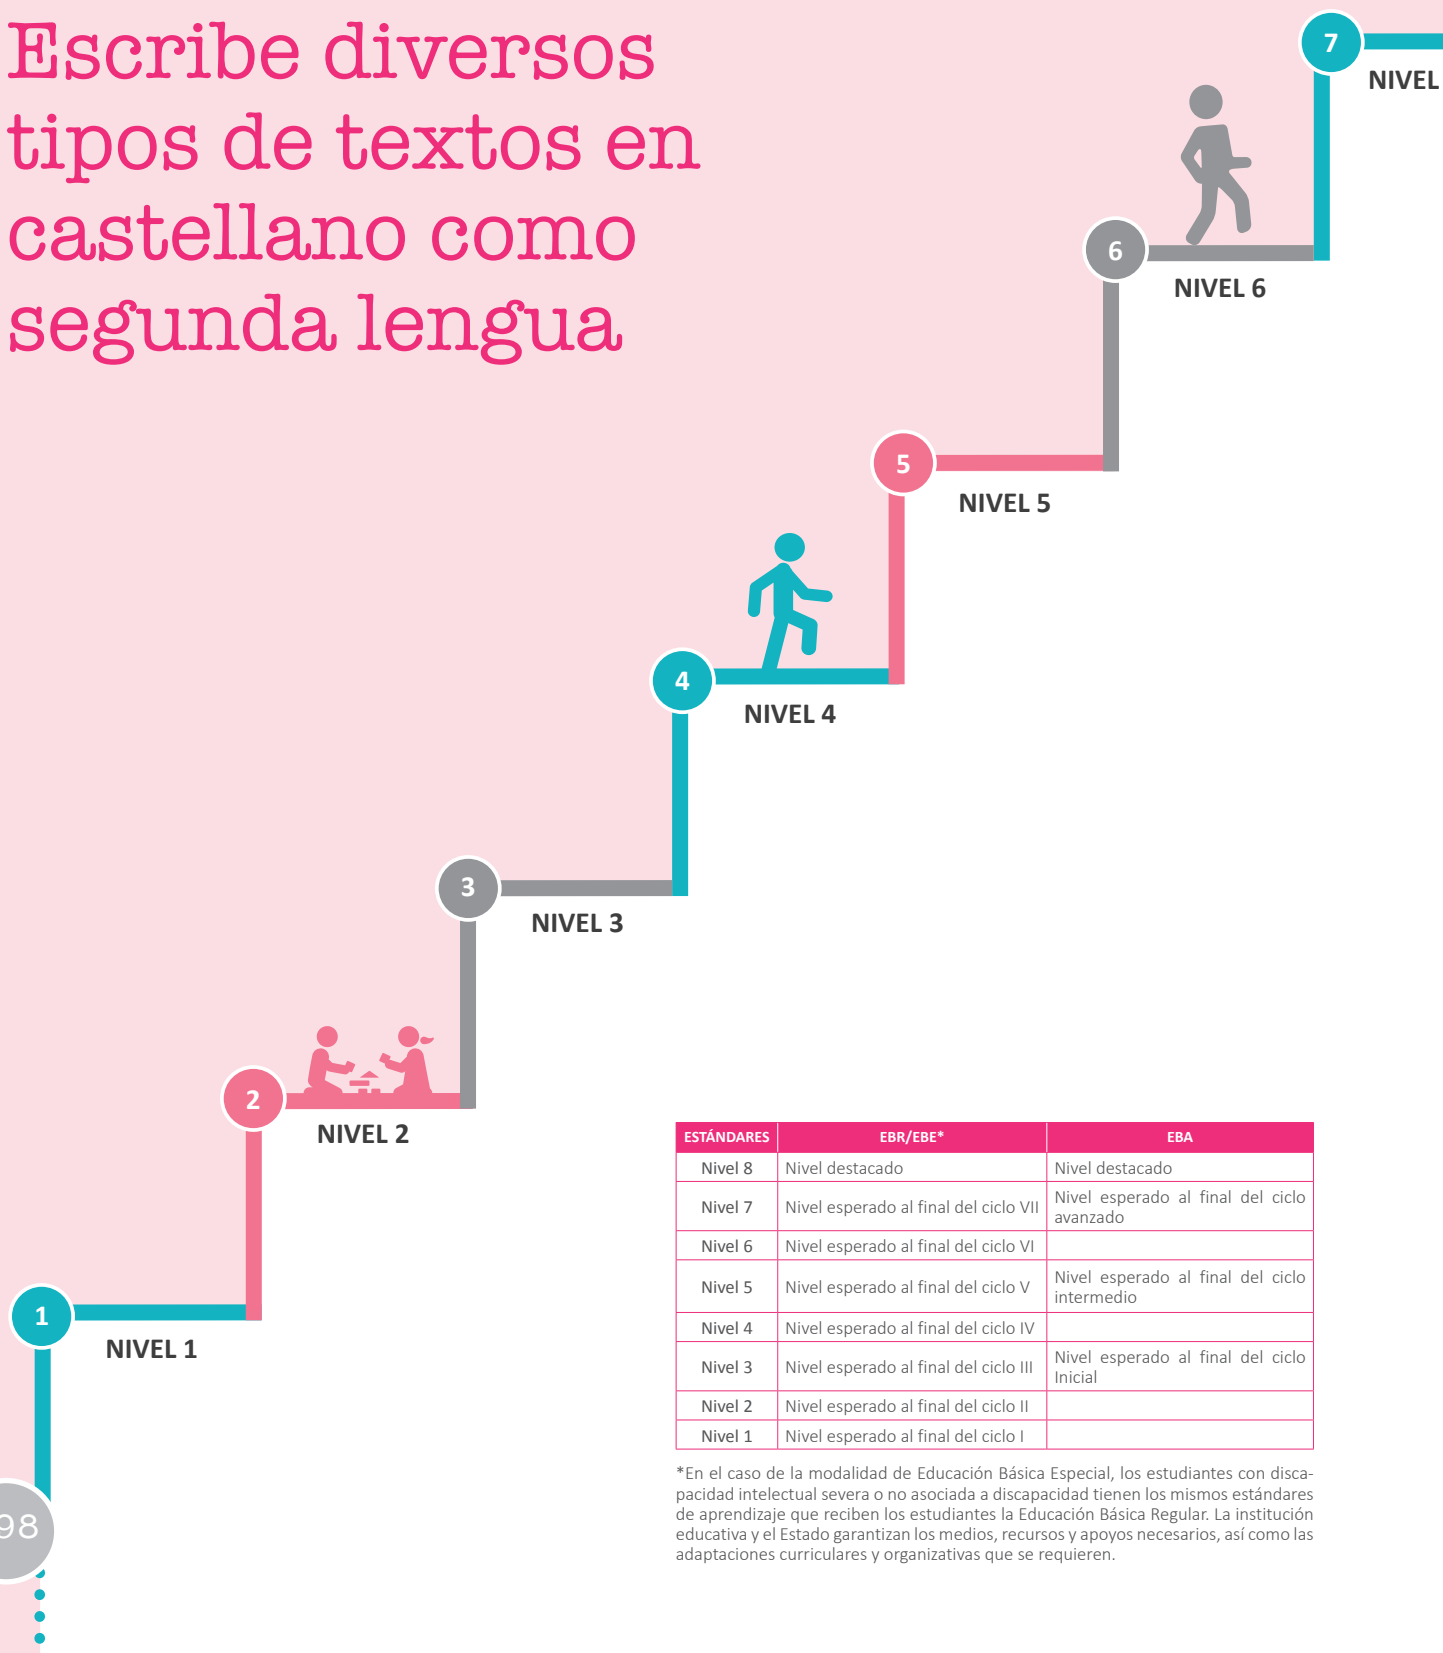 Escribe diversos
tipos de textos en
castellano como
segunda lengua
7
NIVEL
6
NIVEL 6
5
NIVEL 5
4
NIVEL 4
3
NIVEL 3
2
NIVEL 2
1
NIVEL 1
ESTÁNDARES EBR/EBE* EBA
Nivel 8 Nivel destacado Nivel destacado
Nivel 7 Nivel esperado al final del ciclo VII Nivel esperado al final del ciclo
avanzado
Nivel 6 Nivel esperado al final del ciclo VI
Nivel 5 Nivel esperado al final del ciclo V Nivel esperado al final del ciclo
intermedio
Nivel 4 Nivel esperado al final del ciclo IV
Nivel 3 Nivel esperado al final del ciclo III Nivel esperado al final del ciclo
Inicial
Nivel 2 Nivel esperado al final del ciclo II
Nivel 1 Nivel esperado al final del ciclo I
*En el caso de la modalidad de Educación Básica Especial, los estudiantes con disca-
pacidad intelectual severa o no asociada a discapacidad tienen los mismos estándares
de aprendizaje que reciben los estudiantes la Educación Básica Regular. La institución
educativa y el Estado garantizan los medios, recursos y apoyos necesarios, así como las
adaptaciones curriculares y organizativas que se requieren.
98